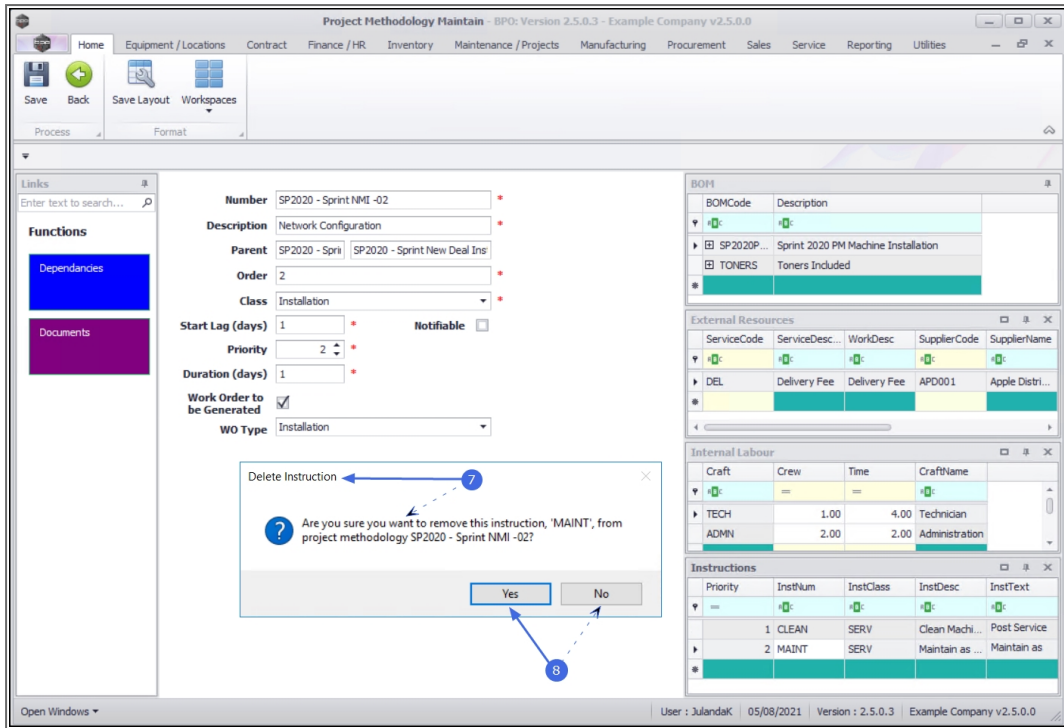 Project Methodology Maintain - BPO: Version 2.5.0.3 - Example Company v2.5.0.0
Home Equipment / Locations Contract Finance / HR Inventory Maintenance / Projects Manufacturing Procurement Sales Service Reporting Utilities
Save Back Save Layout Workspaces
Process Format
Links
Enter text to search...
Functions
Dependancies
Documents
Number SP2020 - Sprint NMI -02 *
Description Network Configuration *
Parent SP2020 - Spri SP2020 - Sprint New Deal Ins
Order 2 *
Class Installation *
Start Lag (days) 1 * Notifiable
Priority 2 *
Duration (days) 1 *
Work Order to
be Generated
WO Type Installation
Delete Instruction
7
Are you sure you want to remove this instruction, 'MAINT', from
project methodology SP2020 - Sprint NMI -02?
Yes No
8
BOM
BOMCode Description
SP2020P... Sprint 2020 PM Machine Installation
TONERS Toners Included
External Resources
ServiceCode ServiceDesc... WorkDesc SupplierCode SupplierName
DEL Delivery Fee Delivery Fee APD001 Apple Distri...
Internal Labour
Craft Crew Time CraftName
TECH 1.00 4.00 Technician
ADMN 2.00 2.00 Administration
Instructions
Priority InstNum InstClass InstDesc InstText
1 CLEAN SERV Clean Machi... Post Service
2 MAINT SERV Maintain as ... Maintain as
Open Windows User : JulandaK 05/08/2021 Version : 2.5.0.3 Example Company v2.5.0.0